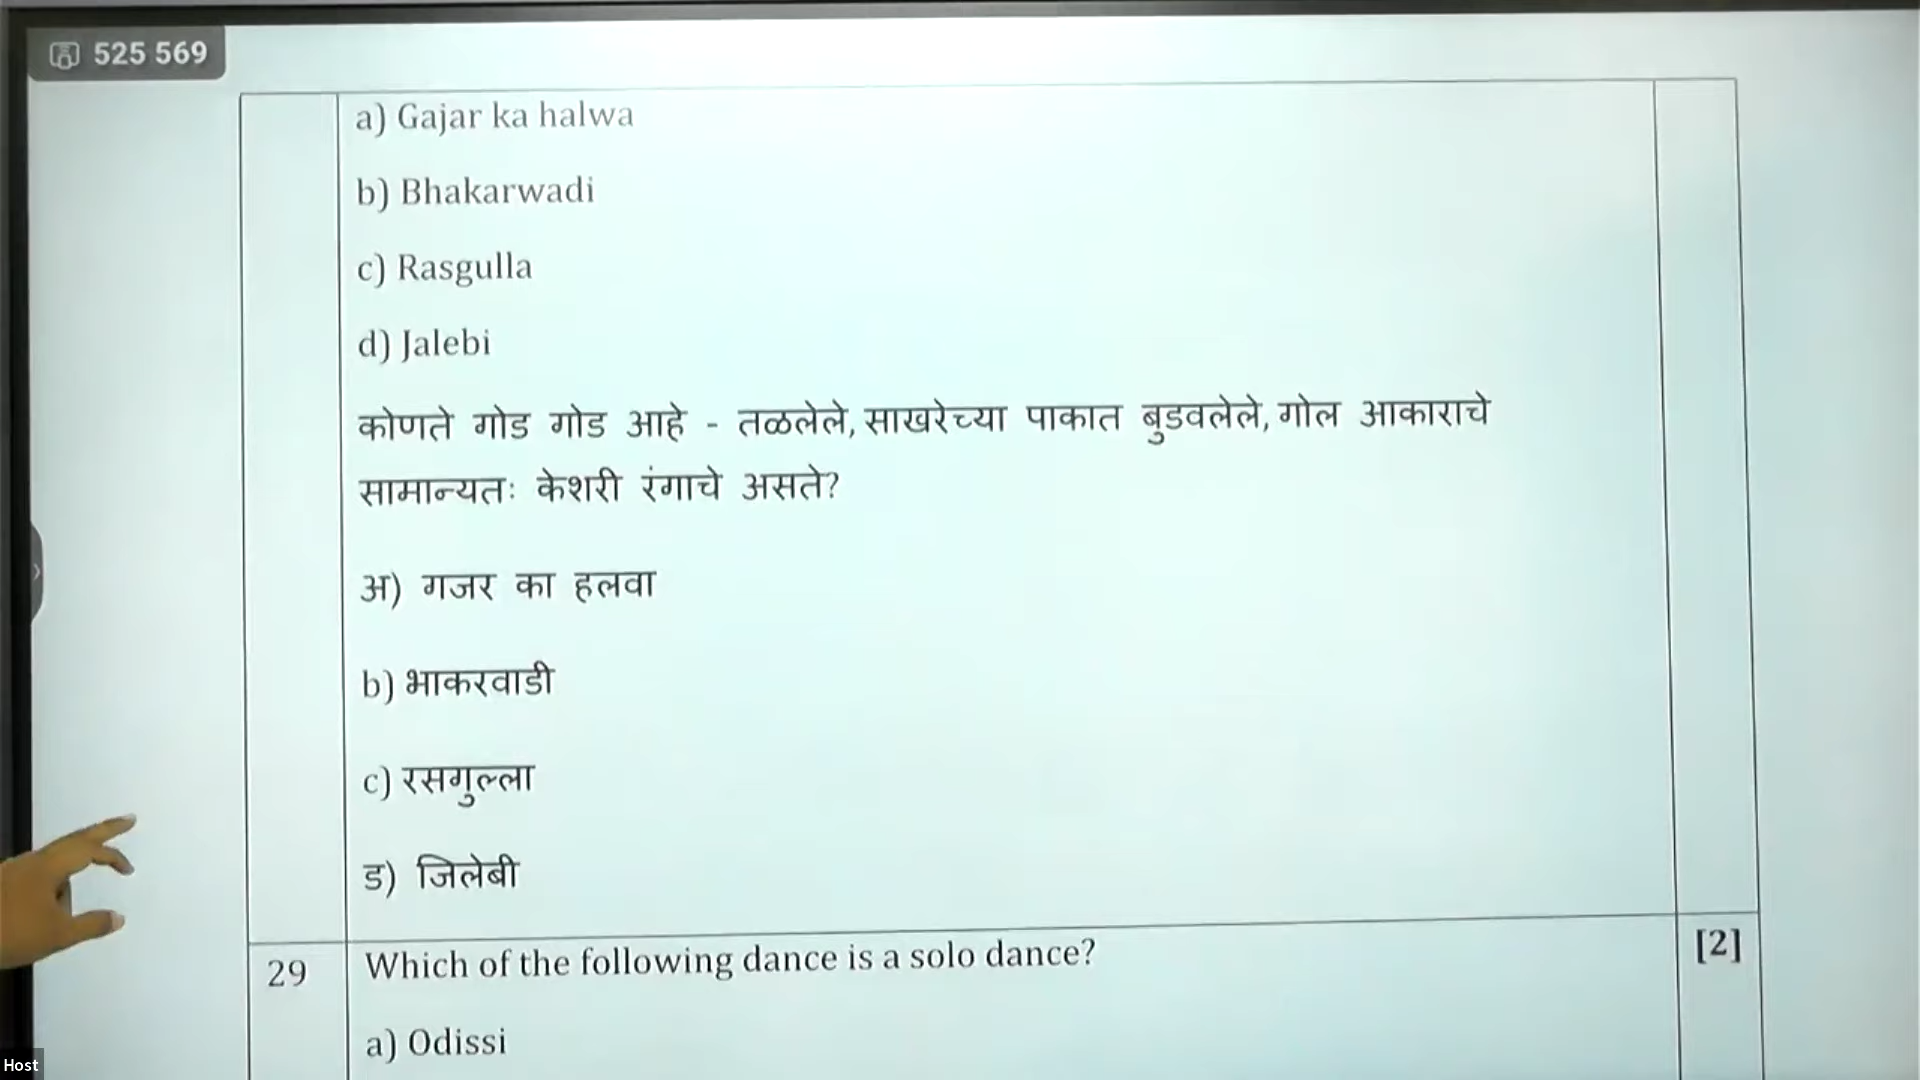 525 569
a) Gajar ka halwa
b) Bhakarwadi
c) Rasgulla
d) Jalebi
कोणते गोड गोड आहे - तळलेले, साखरेच्या पाकात बुडवलेले, गोल आकाराचे
सामान्यतः केशरी रंगाचे असते?
अ) गजर का हलवा
b) भाकरवाडी
c) रसगुल्ला
ड) जिलेबी
29 Which of the following dance is a solo dance? [2]
a) Odissi
Host